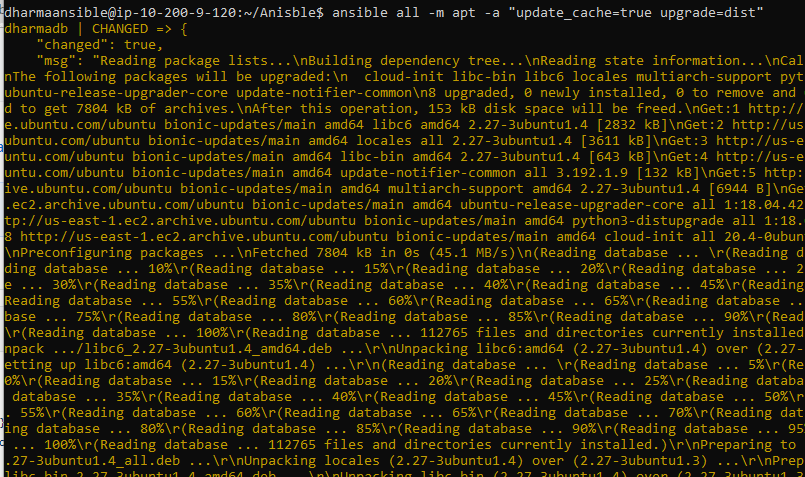 dharmaansible@ip-10-200-9-120:~/Anisble$ ansible all -m apt -a "update_cache=true upgrade=dist"
dharmadb | CHANGED => {
    "changed": true,
    "msg": "Reading package lists...\nBuilding dependency tree...\nReading state information...\nCal
nThe following packages will be upgraded:\n  cloud-init libc-bin libc6 locales multiarch-support pyt
ubuntu-release-upgrader-core update-notifier-common\n8 upgraded, 0 newly installed, 0 to remove and
d to get 7804 kB of archives.\nAfter this operation, 153 kB disk space will be freed.\nGet:1 http://
e.ubuntu.com/ubuntu bionic-updates/main amd64 libc6 amd64 2.27-3ubuntu1.4 [2832 kB]\nGet:2 http://us
ubuntu.com/ubuntu bionic-updates/main amd64 locales all 2.27-3ubuntu1.4 [3611 kB]\nGet:3 http://us-e
untu.com/ubuntu bionic-updates/main amd64 libc-bin amd64 2.27-3ubuntu1.4 [643 kB]\nGet:4 http://us-e
untu.com/ubuntu bionic-updates/main amd64 update-notifier-common all 3.192.1.9 [132 kB]\nGet:5 http:
ive.ubuntu.com/ubuntu bionic-updates/main amd64 multiarch-support amd64 2.27-3ubuntu1.4 [6944 B]\nGe
.ec2.archive.ubuntu.com/ubuntu bionic-updates/main amd64 ubuntu-release-upgrader-core all 1:18.04.42
tp://us-east-1.ec2.archive.ubuntu.com/ubuntu bionic-updates/main amd64 python3-distupgrade all 1:18.
8 http://us-east-1.ec2.archive.ubuntu.com/ubuntu bionic-updates/main amd64 cloud-init all 20.4-0ubun
\nPreconfiguring packages ...\nFetched 7804 kB in 0s (45.1 MB/s)\n(Reading database ... \r(Reading d
ding database ... 10%\r(Reading database ... 15%\r(Reading database ... 20%\r(Reading database ... 2
e ... 30%\r(Reading database ... 35%\r(Reading database ... 40%\r(Reading database ... 45%\r(Reading
Reading database ... 55%\r(Reading database ... 60%\r(Reading database ... 65%\r(Reading database ..
base ... 75%\r(Reading database ... 80%\r(Reading database ... 85%\r(Reading database ... 90%\r(Read
\r(Reading database ... 100%\r(Reading database ... 112765 files and directories currently installed
npack .../libc6_2.27-3ubuntu1.4_amd64.deb ...\r\nUnpacking libc6:amd64 (2.27-3ubuntu1.4) over (2.27-
etting up libc6:amd64 (2.27-3ubuntu1.4) ...\r\n(Reading database ... \r(Reading database ... 5%\r(Re
0%\r(Reading database ... 15%\r(Reading database ... 20%\r(Reading database ... 25%\r(Reading databa
 database ... 35%\r(Reading database ... 40%\r(Reading database ... 45%\r(Reading database ... 50%\r
. 55%\r(Reading database ... 60%\r(Reading database ... 65%\r(Reading database ... 70%\r(Reading dat
ing database ... 80%\r(Reading database ... 85%\r(Reading database ... 90%\r(Reading database ... 95
 ... 100%\r(Reading database ... 112765 files and directories currently installed.)\r\nPreparing to
.27-3ubuntu1.4_all.deb ...\r\nUnpacking locales (2.27-3ubuntu1.4) over (2.27-3ubuntu1.3) ...\r\nPrep